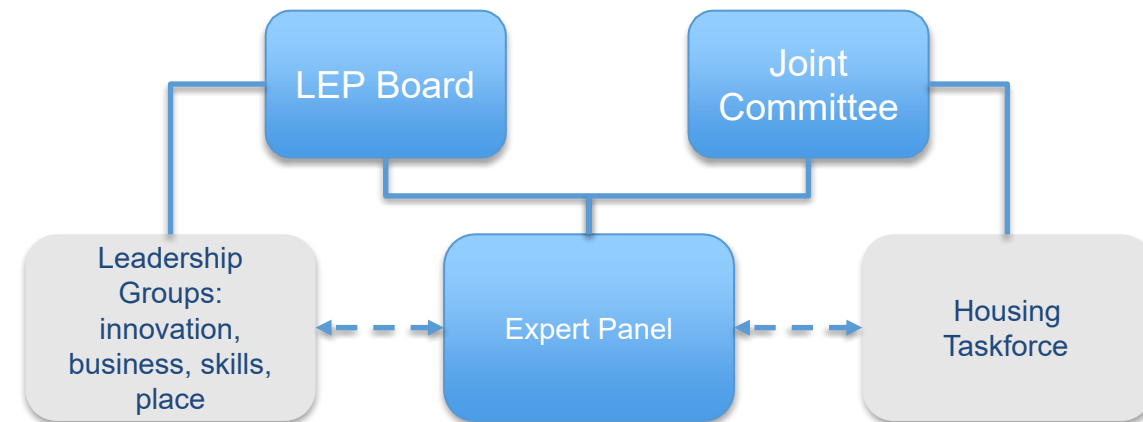 LEP Board
Joint
Committee
Leadership
Groups:
innovation,
business, skills,
place
Expert Panel
Housing
Taskforce